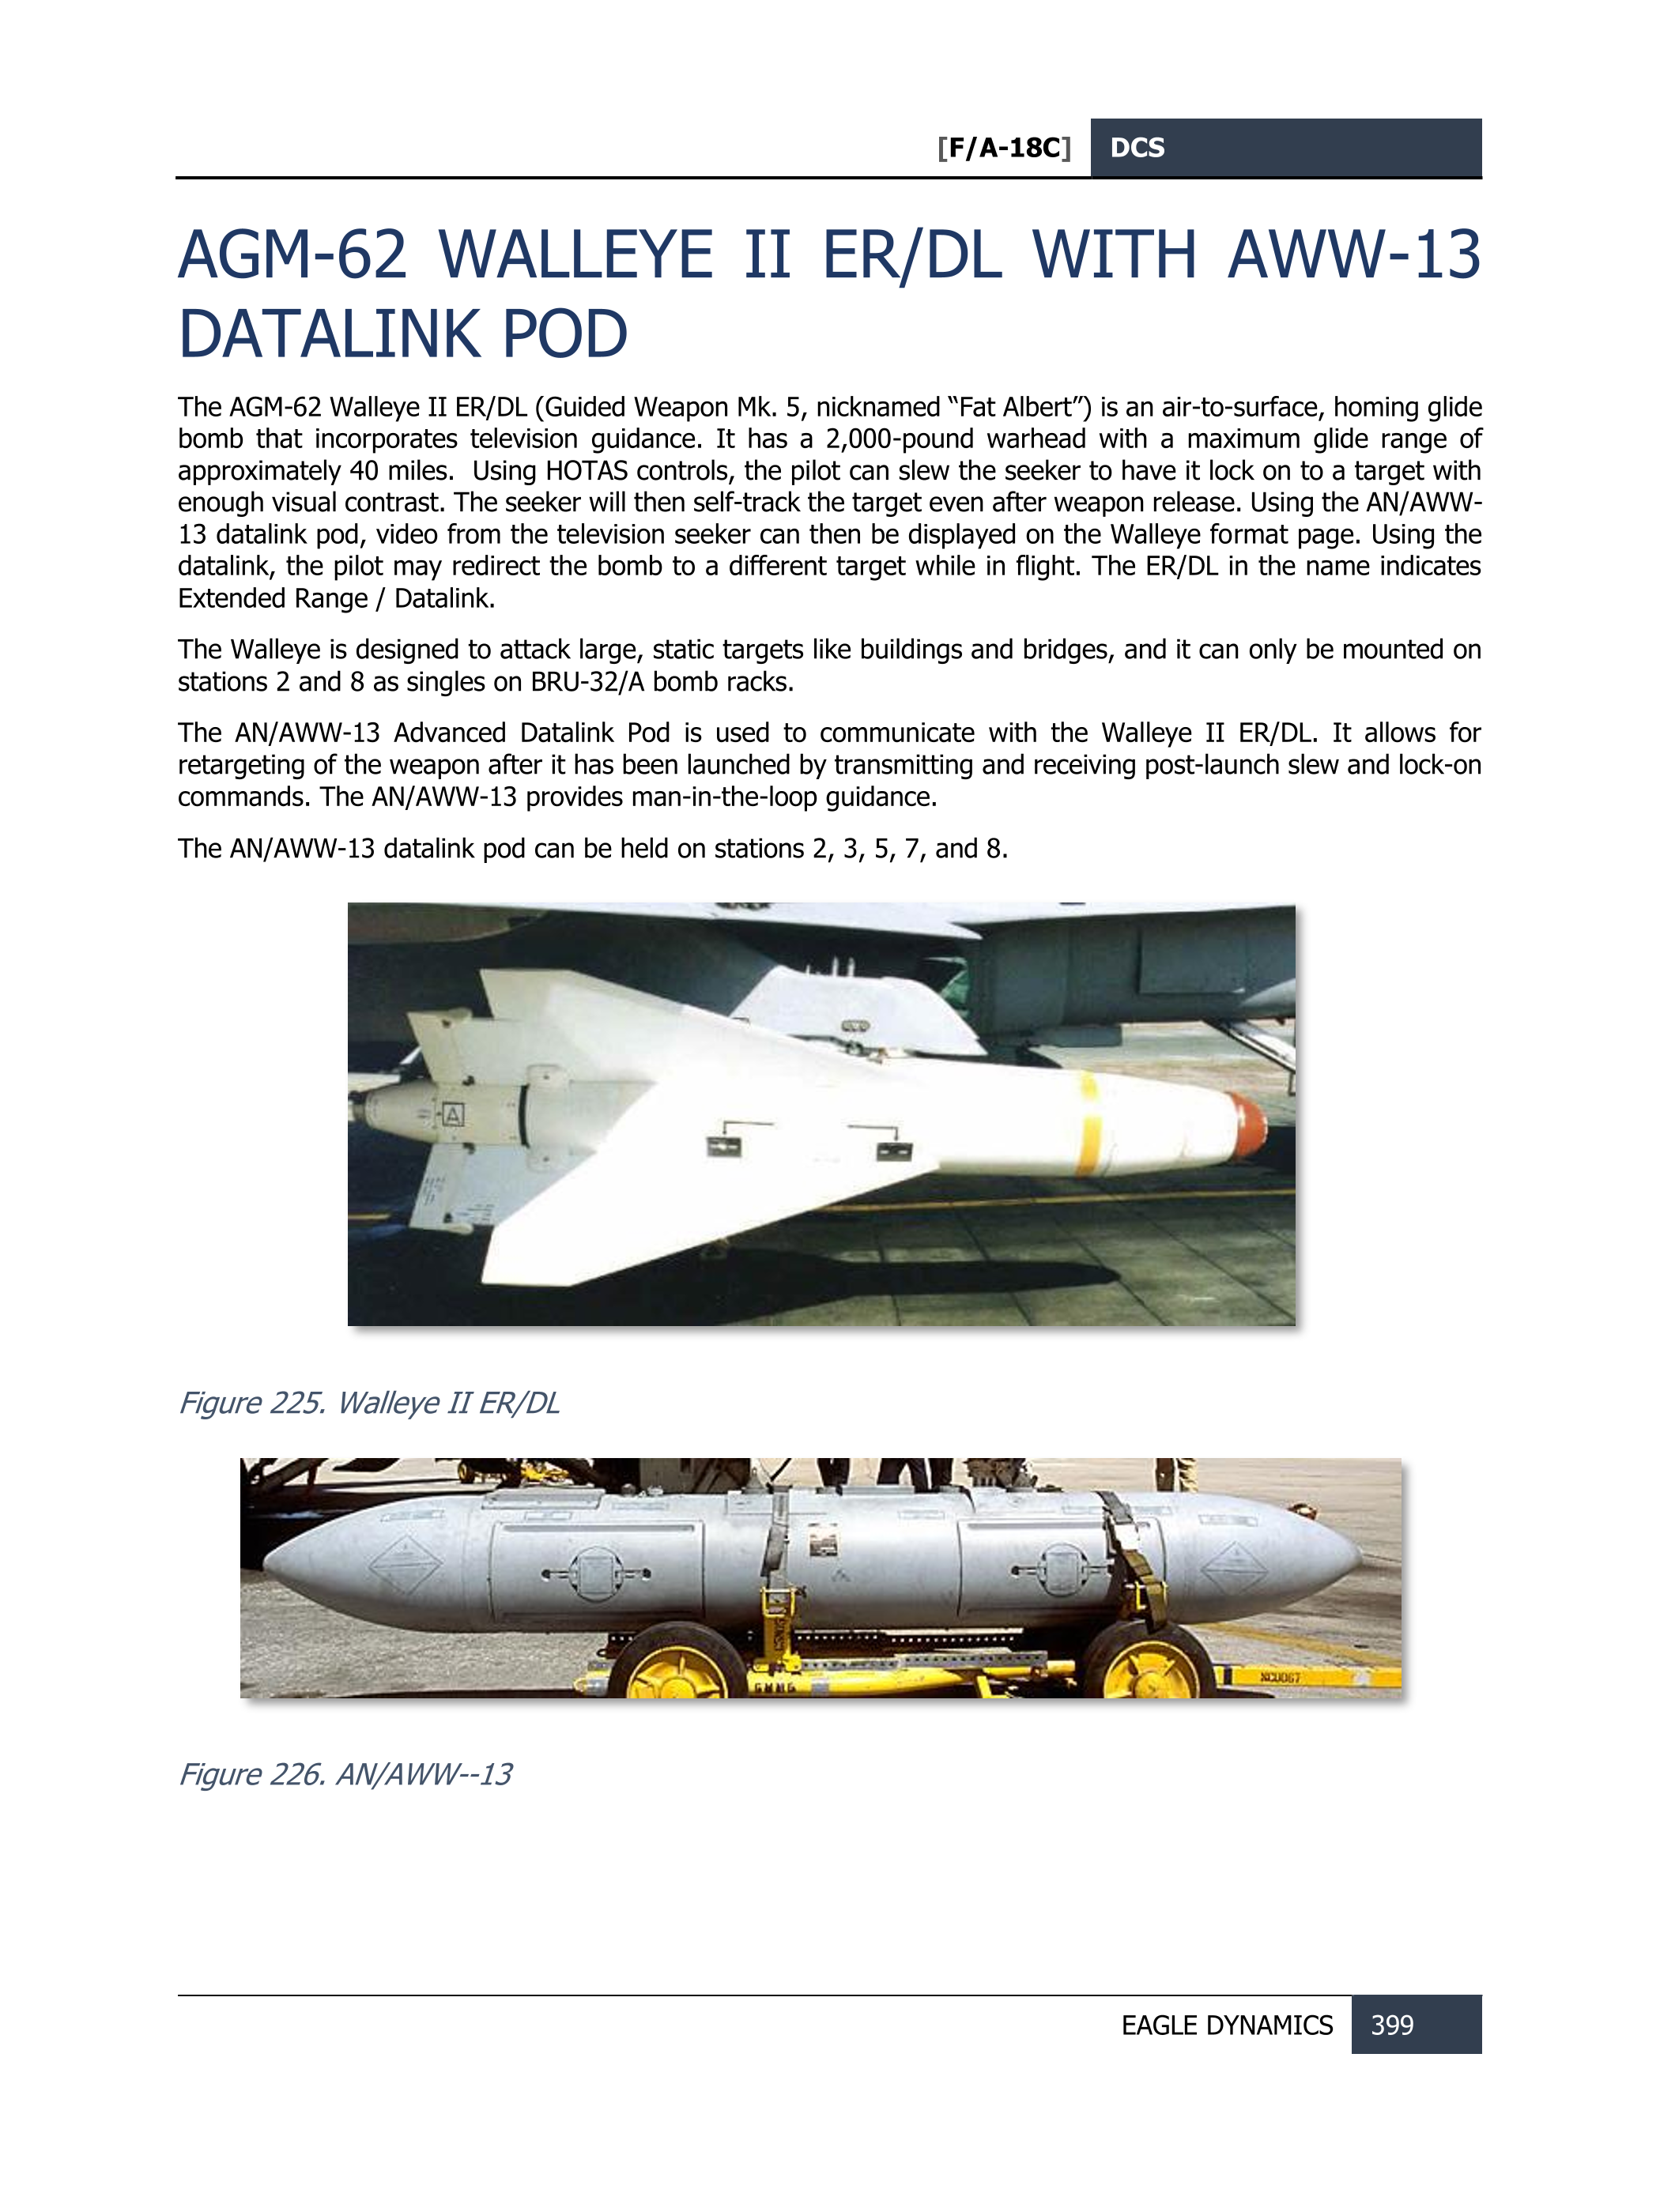 [F/A-18C] DCS
AGM-62 WALLEYE II ER/DL WITH AWW-13
DATALINK POD
The AGM-62 Walleye II ER/DL (Guided Weapon Mk. 5, nicknamed “Fat Albert”) is an air-to-surface, homing glide
bomb that incorporates television guidance. It has a 2,000-pound warhead with a maximum glide range of
approximately 40 miles.  Using HOTAS controls, the pilot can slew the seeker to have it lock on to a target with
enough visual contrast. The seeker will then self-track the target even after weapon release. Using the AN/AWW-
13 datalink pod, video from the television seeker can then be displayed on the Walleye format page. Using the
datalink, the pilot may redirect the bomb to a different target while in flight. The ER/DL in the name indicates
Extended Range / Datalink.
The Walleye is designed to attack large, static targets like buildings and bridges, and it can only be mounted on
stations 2 and 8 as singles on BRU-32/A bomb racks.
The AN/AWW-13 Advanced Datalink Pod is used to communicate with the Walleye II ER/DL. It allows for
retargeting of the weapon after it has been launched by transmitting and receiving post-launch slew and lock-on
commands. The AN/AWW-13 provides man-in-the-loop guidance.
The AN/AWW-13 datalink pod can be held on stations 2, 3, 5, 7, and 8.
A
Figure 225. Walleye II ER/DL
Figure 226. AN/AWW--13
EAGLE DYNAMICS 399